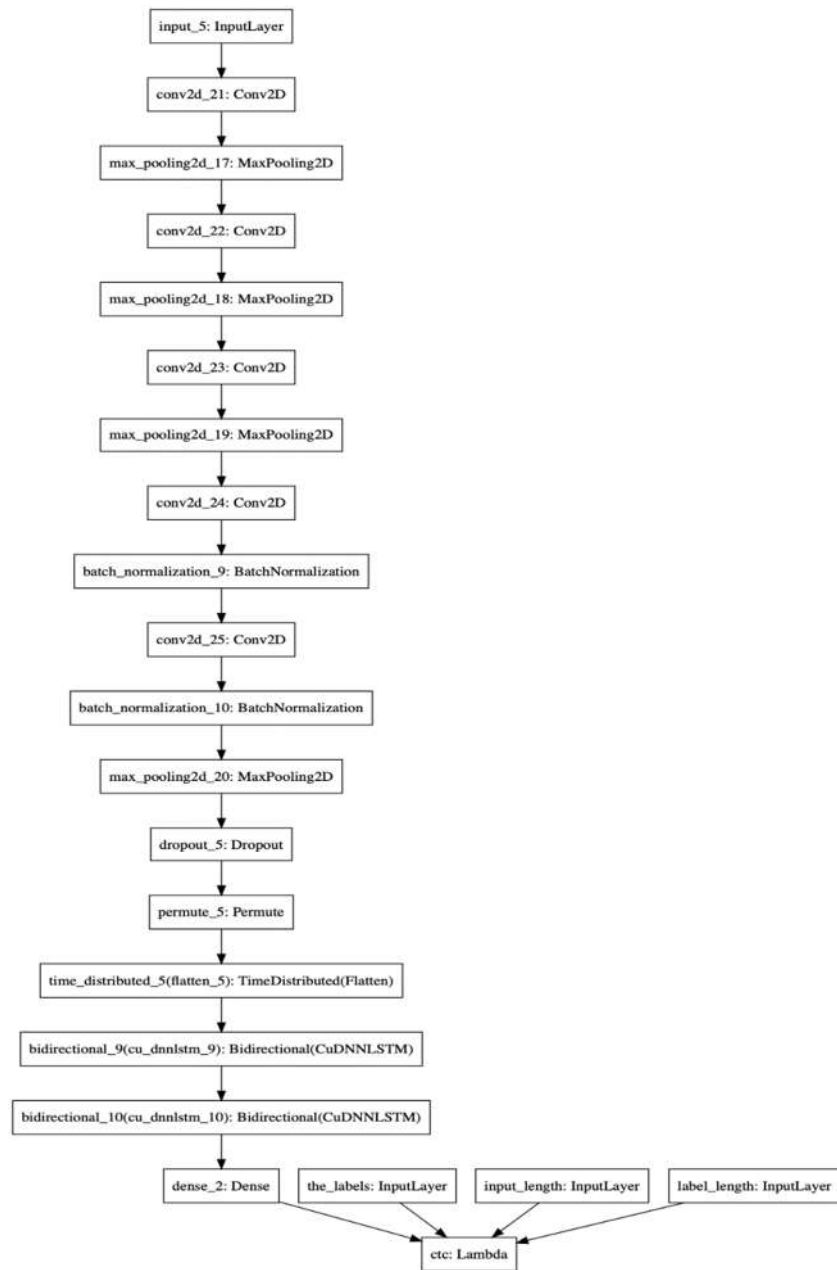 input_5: InputLayer
conv2d_21: Conv2D
max_pooling2d_17: MaxPooling2D
conv2d_22: Conv2D
max_pooling2d_18: MaxPooling2D
conv2d_23: Conv2D
max_pooling2d_19: MaxPooling2D
conv2d_24: Conv2D
batch_normalization_9: BatchNormalization
conv2d_25: Conv2D
batch_normalization_10: BatchNormalization
max_pooling2d_20: MaxPooling2D
dropout_5: Dropout
permute_5: Permute
time_distributed_5(flatten_5): TimeDistributed(Flatten)
bidirectional_9(cu_dnnlstm_9): Bidirectional(CuDNNLSTM)
bidirectional_10(cu_dnnlstm_10): Bidirectional(CuDNNLSTM)
dense_2: Dense
the_labels: InputLayer
input_length: InputLayer
label_length: InputLayer
ctc: Lambda